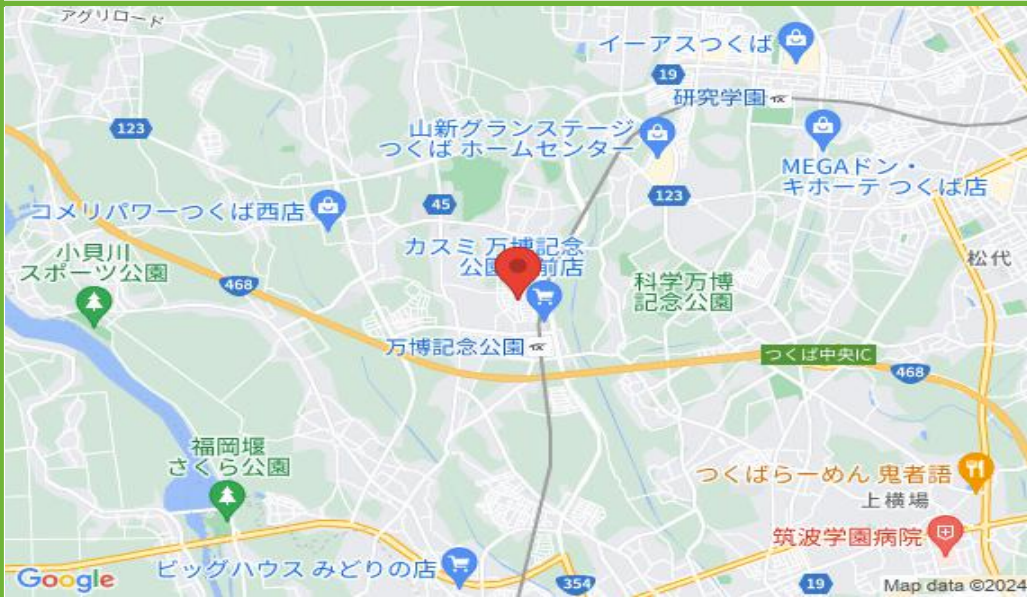 アグリロード
イーアスつくば
19
研究学園
123
山新グランステージ
つくば ホームセンター
MEGAドン・
キホーテ つくば店
コメリパワーつくば西店
45
123
小貝川
スポーツ公園
カスミ 万博記念
公園 前店
松代
468
科学万博
記念公園
万博記念公園
つくば中央IC
468
福岡堰
さくら公園
つくばらーめん 鬼者語
上横場
筑波学園病院
ビッグハウス みどりの店
354
19
Google
Map data ©2024